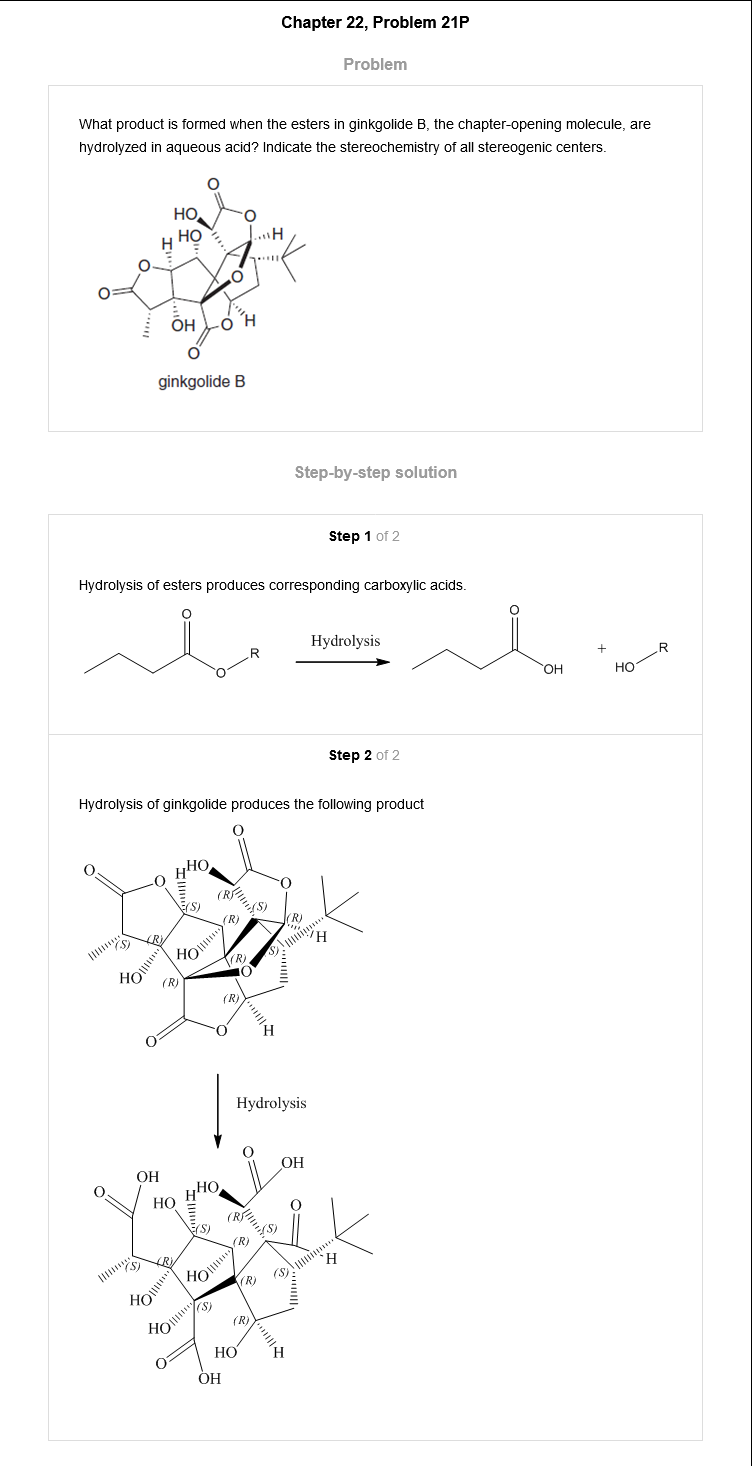 Chapter 22, Problem 21P
Problem
What product is formed when the esters in ginkgolide B, the chapter-opening molecule, are
hydrolyzed in aqueous acid? Indicate the stereochemistry of all stereogenic centers.
O
HO
O
H
HO
H
O
O
O
OH
O
H
O
ginkgolide B
Step-by-step solution
Step 1 of 2
Hydrolysis of esters produces corresponding carboxylic acids.
O
O
R
Hydrolysis
O
OH
+
HO
R
Step 2 of 2
Hydrolysis of ginkgolide produces the following product
O
O
O
H
HO
O
(R)
(S)
(S)
(R)
(R)
H
(S)
(R)
HO
(R)
S)
HO
(R)
O
(R)
O
O
H
Hydrolysis
O
OH
OH
O
HO
H
HO
O
(R)
(S)
(S)
(R)
H
(S)
(R)
HO
(R)
(S)
HO
(S)
HO
(R)
HO
H
O
OH